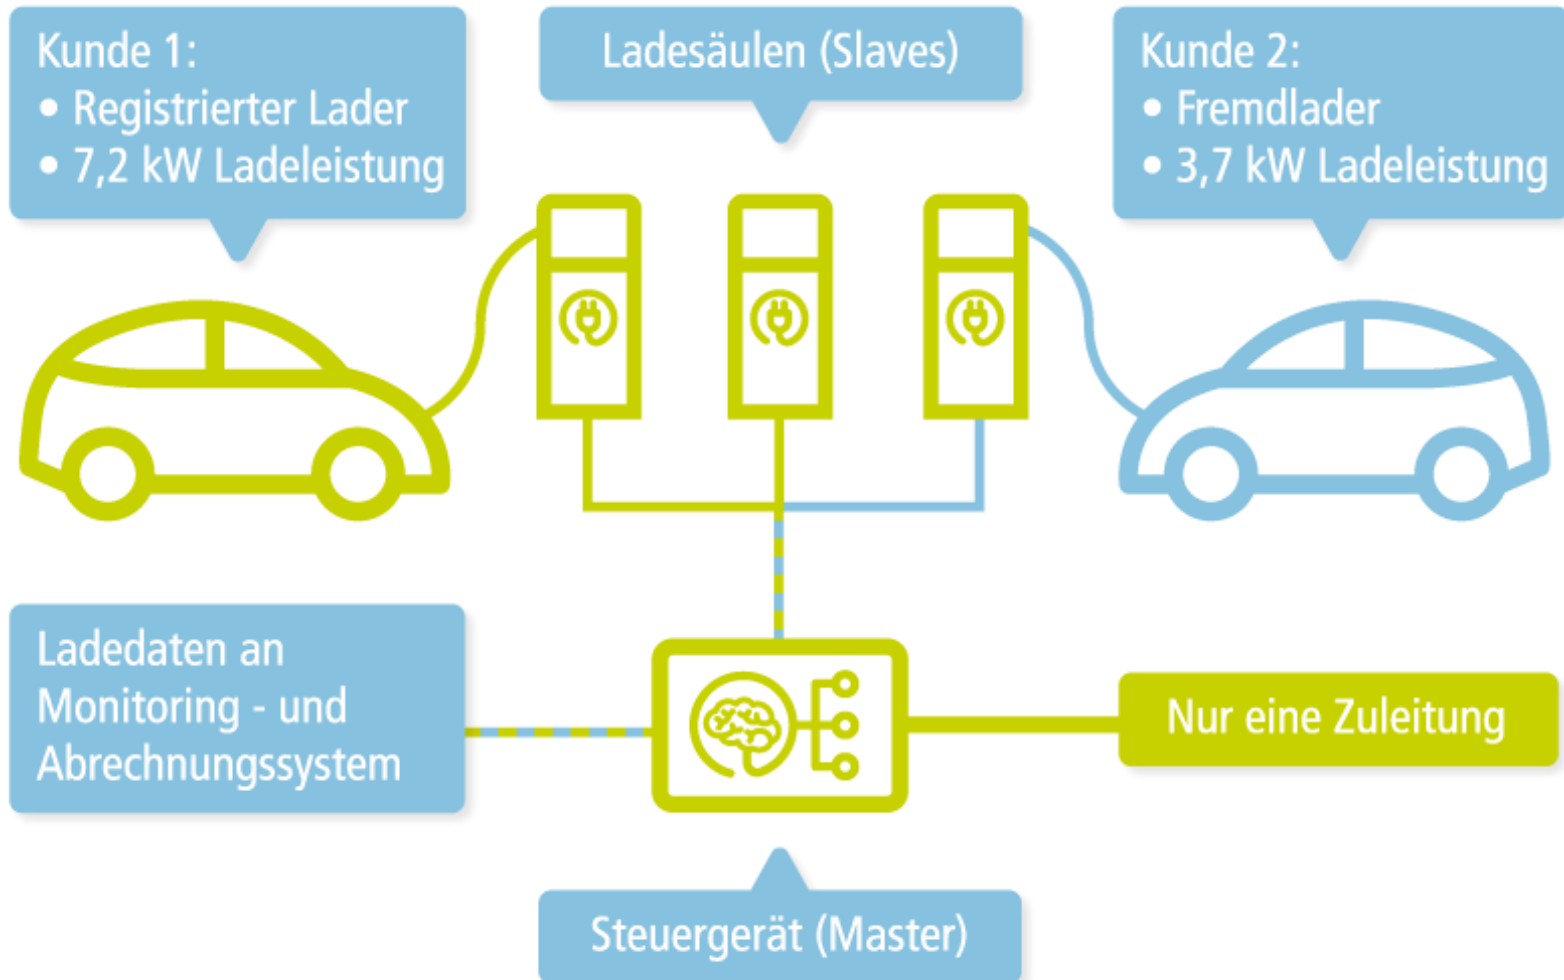 Kunde 1:
• Registrierter Lader
• 7,2 kW Ladeleistung
Ladesäulen (Slaves)
Kunde 2:
• Fremdlader
• 3,7 kW Ladeleistung
Ladedaten an
Monitoring - und
Abrechnungssystem
Nur eine Zuleitung
Steuergerät (Master)